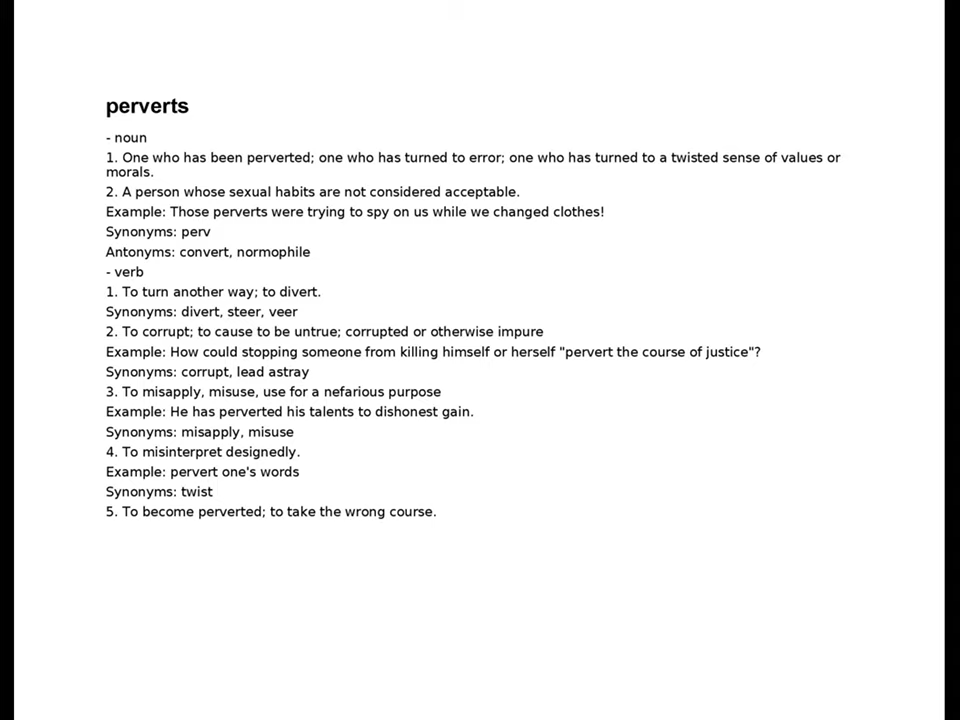 perverts
- noun
1. One who has been perverted; one who has turned to error; one who has turned to a twisted sense of values or
morals.
2. A person whose sexual habits are not considered acceptable.
Example: Those perverts were trying to spy on us while we changed clothes!
Synonyms: perv
Antonyms: convert, normophile
- verb
1. To turn another way; to divert.
Synonyms: divert, steer, veer
2. To corrupt; to cause to be untrue; corrupted or otherwise impure
Example: How could stopping someone from killing himself or herself "pervert the course of justice"?
Synonyms: corrupt, lead astray
3. To misapply, misuse, use for a nefarious purpose
Example: He has perverted his talents to dishonest gain.
Synonyms: misapply, misuse
4. To misinterpret designedly.
Example: pervert one's words
Synonyms: twist
5. To become perverted; to take the wrong course.